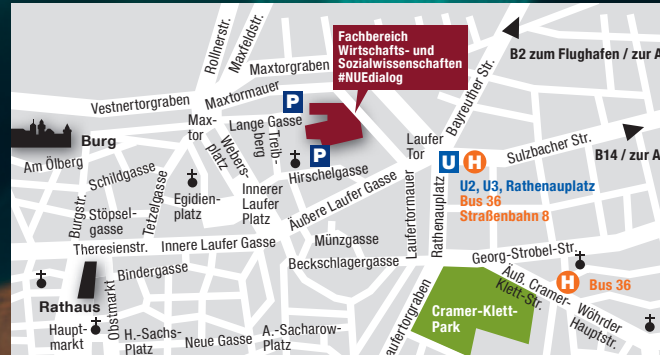 Rollnerstr.
Maxfeldstr.
Fachbereich
Wirtschafts- und
Sozialwissenschaften
#NUEdialog
Bayreuther Str.
B2 zum Flughafen / zur A
Maxtorgraben
Vestnertorgraben
Maxtormauer
P
Max-
tor
Lange Gasse
Webers-
platz
Treib-
berg
P
Laufer
Tor
Sulzbacher Str.
B14 / zur A
Burg
Am Ölberg
Schildgasse
Hirschelgasse
U
H
U2, U3, Rathenauplatz
Bus 36
Straßenbahn 8
Burgstr.
Stöpsel-
gasse
Tetzelgasse
Egidien-
platz
Innerer
Laufer
Platz
Äußere Laufer Gasse
Laufertormauer
Rathenauplatz
Theresienstr.
Innere Laufer Gasse
Münzgasse
Beckschlagergasse
Georg-Strobel-Str.
Bindergasse
Äuß. Cramer-
Klett-Str.
H
Bus 36
Wöhrder
Hauptstr.
Rathaus
Obstmarkt
Haupt-
markt
H.-Sachs-
Platz
Neue Gasse
A.-Sacharow-
Platz
aufertorgraben
Cramer-Klett-
Park